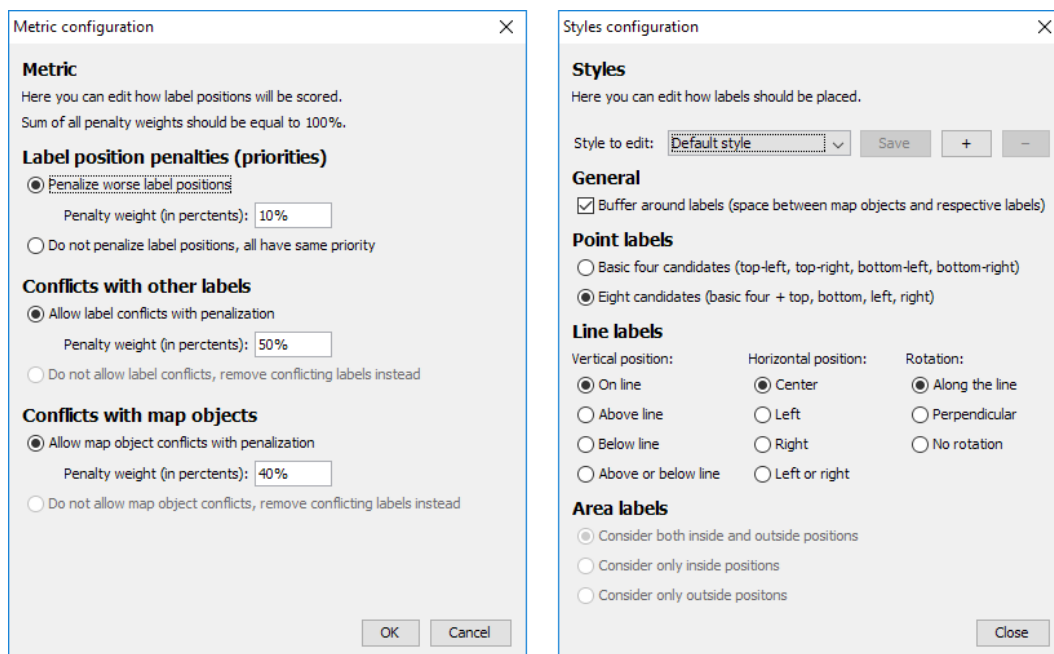 Metric configuration
Metric
Here you can edit how label positions will be scored.
Sum of all penalty weights should be equal to 100%.
Label position penalties (priorities)
Penalize worse label positions
Penalty weight (in perctents): 10%
Do not penalize label positions, all have same priority
Conflicts with other labels
Allow label conflicts with penalization
Penalty weight (in perctents): 50%
Do not allow label conflicts, remove conflicting labels instead
Conflicts with map objects
Allow map object conflicts with penalization
Penalty weight (in perctents): 40%
Do not allow map object conflicts, remove conflicting labels instead
OK Cancel
Styles configuration
Styles
Here you can edit how labels should be placed.
Style to edit: Default style Save + −
General
Buffer around labels (space between map objects and respective labels)
Point labels
Basic four candidates (top-left, top-right, bottom-left, bottom-right)
Eight candidates (basic four + top, bottom, left, right)
Line labels
Vertical position: Horizontal position: Rotation:
On line Center Along the line
Above line Left Perpendicular
Below line Right No rotation
Above or below line Left or right
Area labels
Consider both inside and outside positions
Consider only inside positions
Consider only outside positons
Close